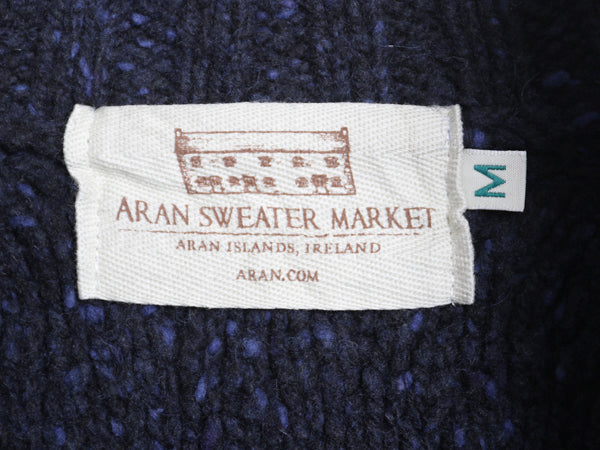 ARAN SWEATER MARKET
ARAN ISLANDS, IRELAND
ARAN.COM
M